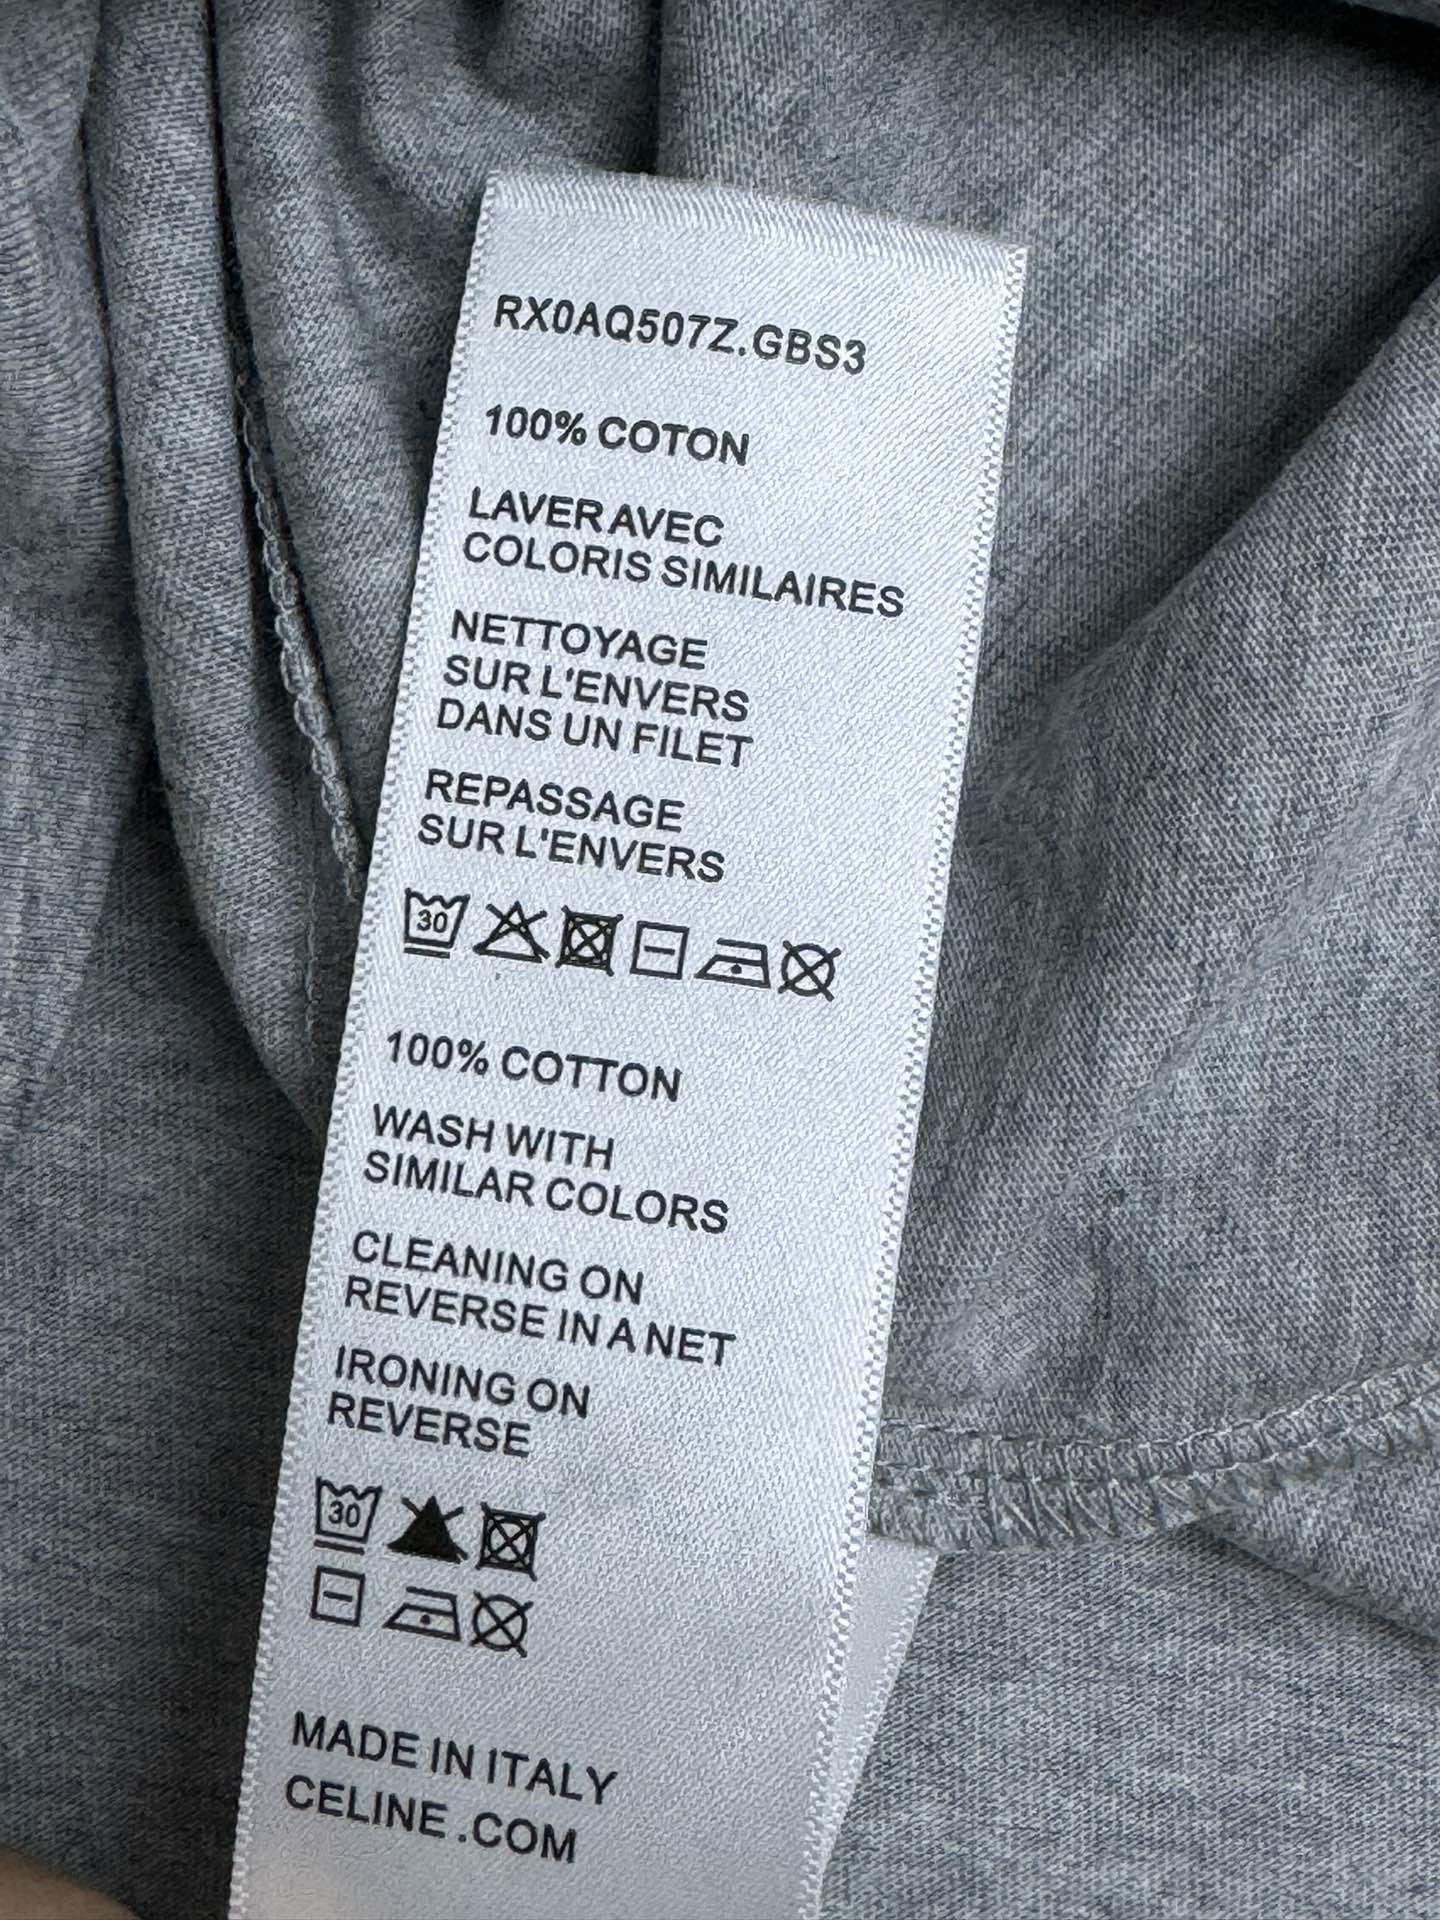 RX0AQ507Z.GBS3
100% COTON
LAVER AVEC
COLORIS SIMILAIRES
NETTOYAGE
SUR L'ENVERS
DANS UN FILET
REPASSAGE
SUR L'ENVERS
30
100% COTTON
WASH WITH
SIMILAR COLORS
CLEANING ON
REVERSE IN A NET
IRONING ON
REVERSE
30
MADE IN ITALY
CELINE .COM